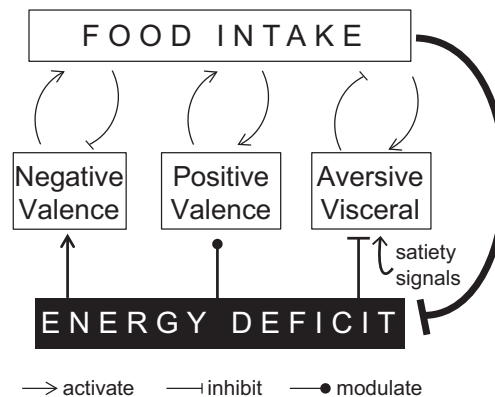 FOOD INTAKE
Negative
Valence
Positive
Valence
Aversive
Visceral
satiety
signals
ENERGY DEFICIT
activate
inhibit
modulate